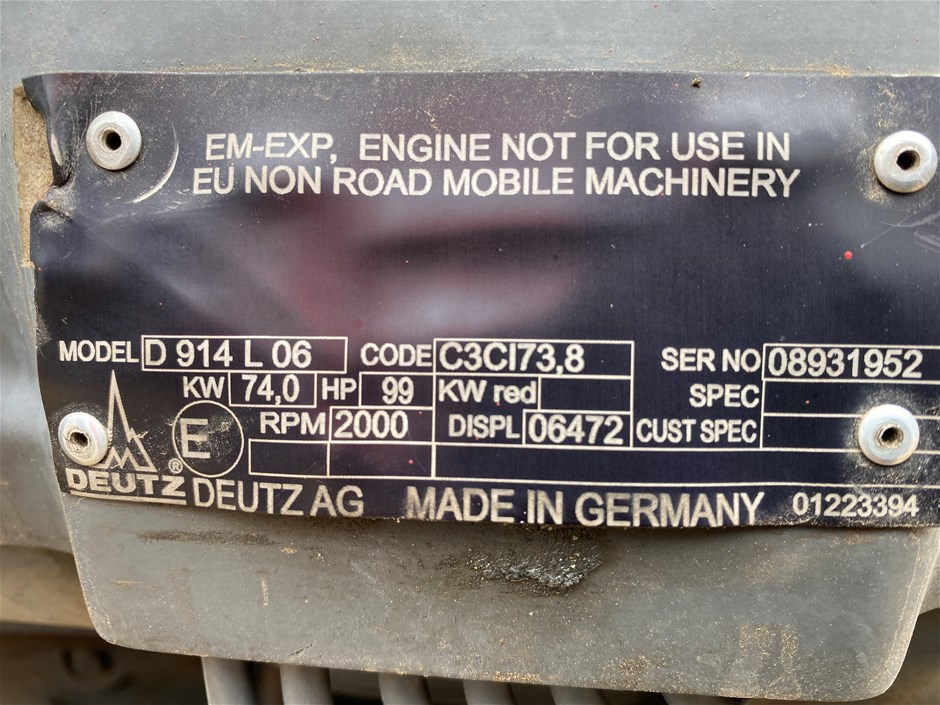 EM-EXP, ENGINE NOT FOR USE IN
EU NON ROAD MOBILE MACHINERY
MODEL D 914 L 06 CODE C3CI73,8 SER NO 08931952
KW 74,0 HP 99 KW red SPEC
E RPM 2000 DISPL 06472 CUST SPEC
DEUTZ ® DEUTZ AG MADE IN GERMANY 01223394